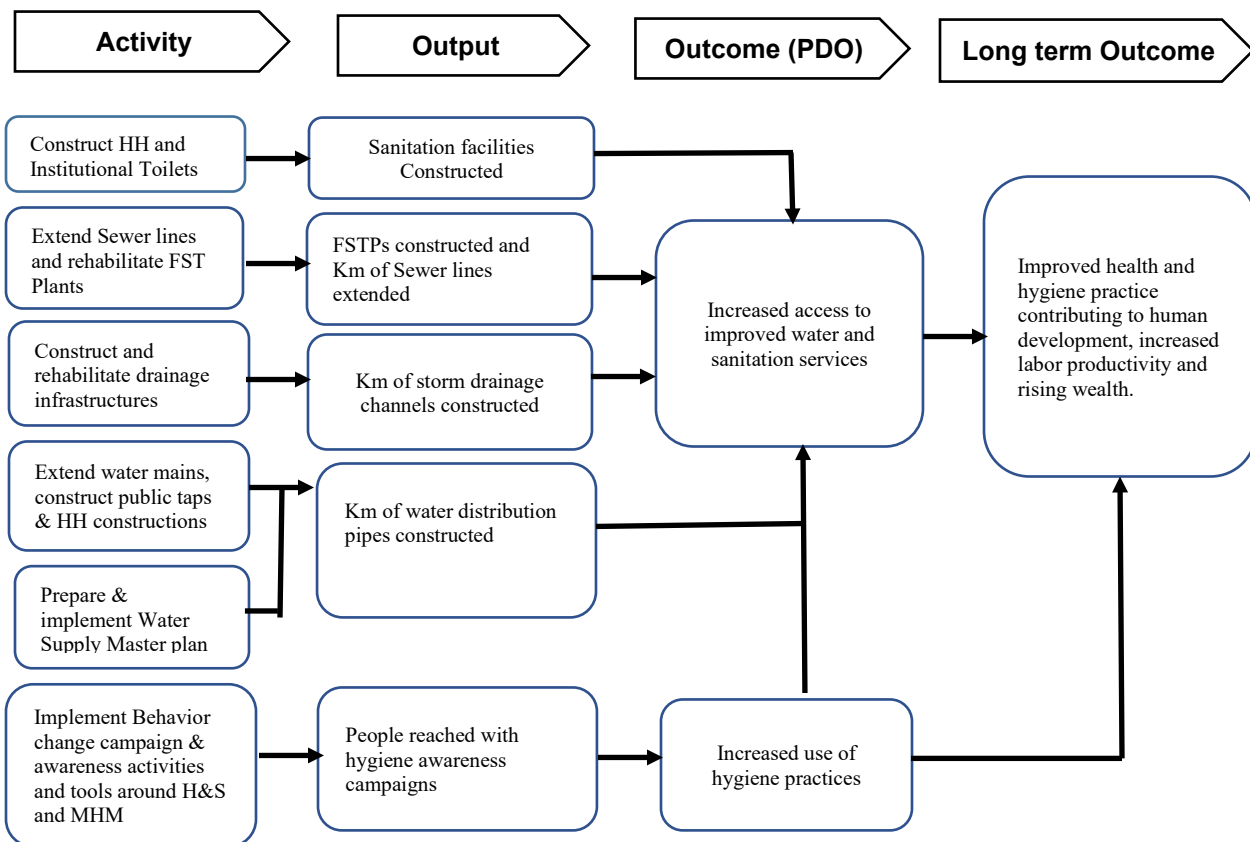 Activity
Output
Outcome (PDO)
Long term Outcome
Construct HH and
Institutional Toilets
Sanitation facilities
Constructed
Extend Sewer lines
and rehabilitate FST
Plants
FSTPs constructed and
Km of Sewer lines
extended
Increased access to
improved water and
sanitation services
Improved health and
hygiene practice
contributing to human
development, increased
labor productivity and
rising wealth.
Construct and
rehabilitate drainage
infrastructures
Km of storm drainage
channels constructed
Extend water mains,
construct public taps
& HH constructions
Km of water distribution
pipes constructed
Prepare &
implement Water
Supply Master plan
Implement Behavior
change campaign &
awareness activities
and tools around H&S
and MHM
People reached with
hygiene awareness
campaigns
Increased use of
hygiene practices